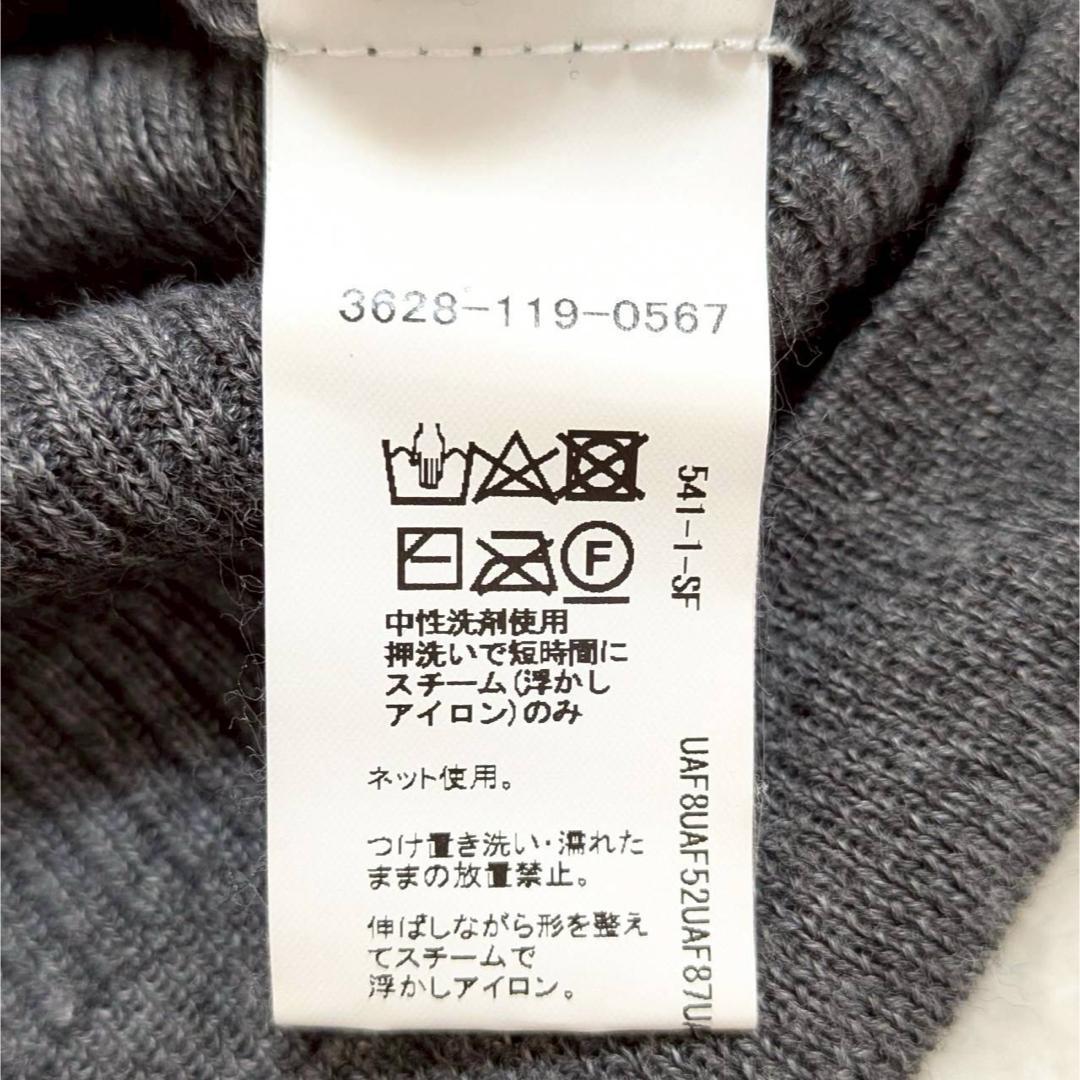 3628-119-0567
F
中性洗剤使用
押洗いで短時間に
スチーム(浮かし
アイロン)のみ
ネット使用。
つけ置き洗い・濡れた
ままの放置禁止。
伸ばしながら形を整え
てスチームで
浮かしアイロン。
541-1-SF
UAF8UAF52UAF87UA